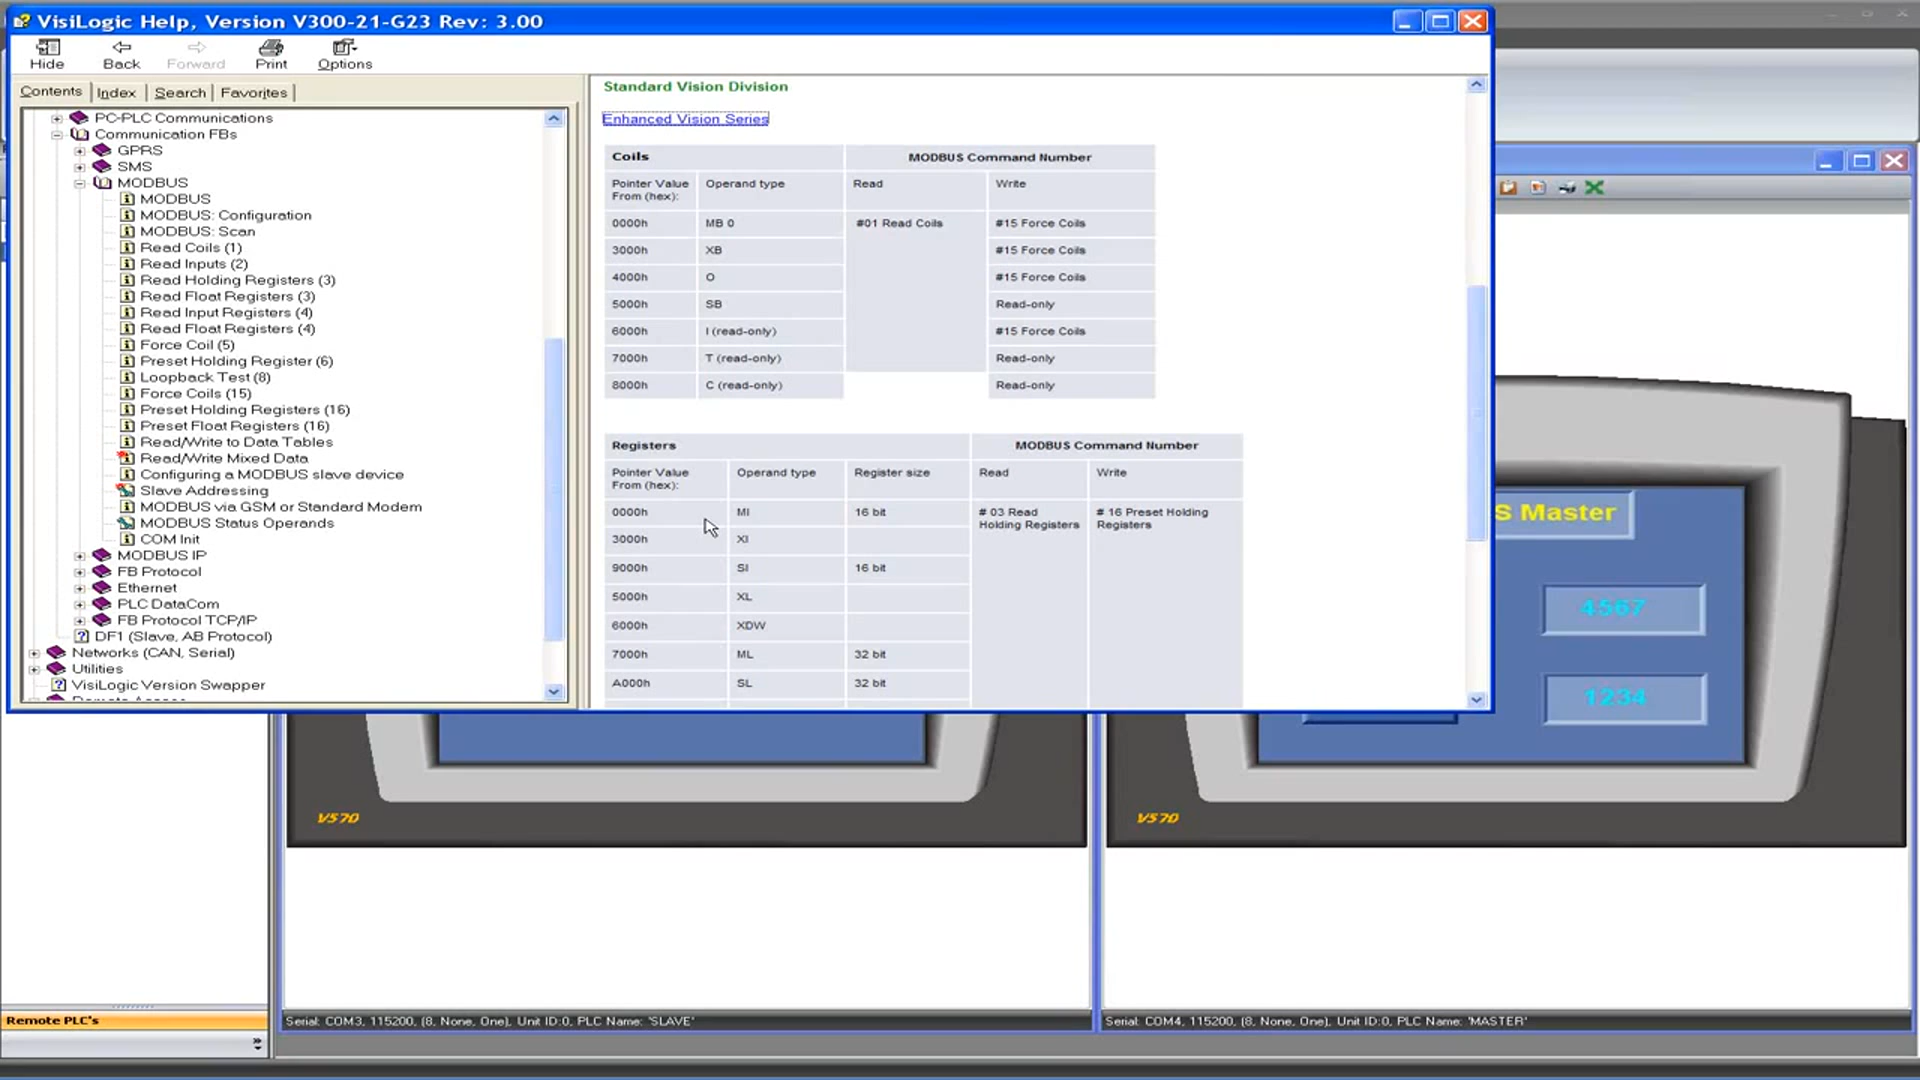 VisiLogic Help, Version V300-21-G23 Rev: 3.00
Hide Back Forward Print Options
Contents Index Search Favorites
PC-PLC Communications
Communication FBs
GPRS
SMS
MODBUS
MODBUS
MODBUS: Configuration
MODBUS: Scan
Read Coils (1)
Read Inputs (2)
Read Holding Registers (3)
Read Float Registers (3)
Read Input Registers (4)
Read Float Registers (4)
Force Coil (5)
Preset Holding Register (6)
Loopback Test (8)
Force Coils (15)
Preset Holding Registers (16)
Preset Float Registers (16)
Read/Write to Data Tables
Read/Write Mixed Data
Configuring a MODBUS slave device
Slave Addressing
MODBUS via GSM or Standard Modem
MODBUS Status Operands
COM Init
MODBUS IP
FB Protocol
Ethernet
PLC DataCom
FB Protocol TCP/IP
DF1 (Slave, AB Protocol)
Networks (CAN, Serial)
Utilities
VisiLogic Version Swapper
Standard Vision Division
Enhanced Vision Series
Coils MODBUS Command Number
Pointer Value From (hex): Operand type Read Write
0000h MB 0 #01 Read Coils #15 Force Coils
3000h XB #15 Force Coils
4000h O #15 Force Coils
5000h SB Read-only
6000h I (read-only) #15 Force Coils
7000h T (read-only) Read-only
8000h C (read-only) Read-only
Registers MODBUS Command Number
Pointer Value From (hex): Operand type Register size Read Write
0000h MI 16 bit # 03 Read Holding Registers # 16 Preset Holding Registers
3000h XI
9000h SI 16 bit
5000h XL
6000h XDW
7000h ML 32 bit
A000h SL 32 bit
S Master
4567
1234
V570
V570
Remote PLC's
Serial: COM3, 115200, (8, None, One), Unit ID:0, PLC Name: 'SLAVE'
Serial: COM4, 115200, (8, None, One), Unit ID:0, PLC Name: 'MASTER'